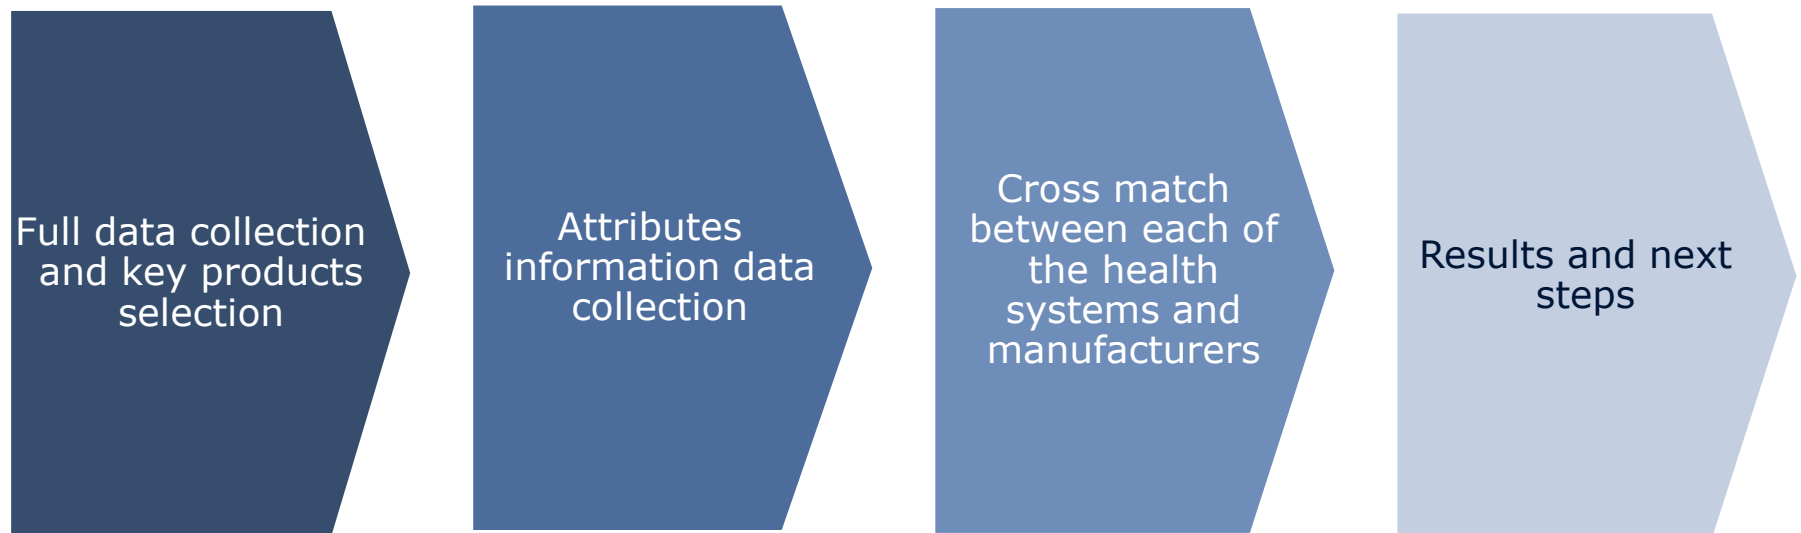 Full data collection
and key products
selection
Attributes
information data
collection
Cross match
between each of
the health
systems and
manufacturers
Results and next
steps